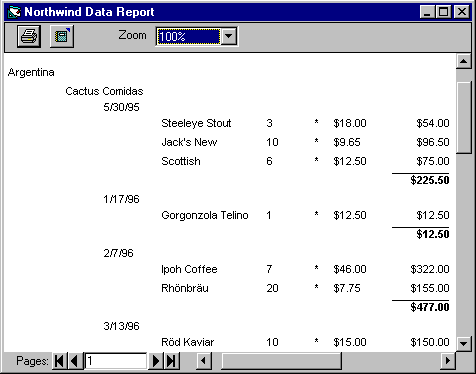 Northwind Data Report
Zoom 100%
Argentina
Cactus Comidas
5/30/95
Steeleye Stout 3 * $18.00 $54.00
Jack's New 10 * $9.65 $96.50
Scottish 6 * $12.50 $75.00
$225.50
1/17/96
Gorgonzola Telino 1 * $12.50 $12.50
$12.50
2/7/96
Ipoh Coffee 7 * $46.00 $322.00
Rhönbräu 20 * $7.75 $155.00
$477.00
3/13/96
Röd Kaviar 10 * $15.00 $150.00
Pages: 1